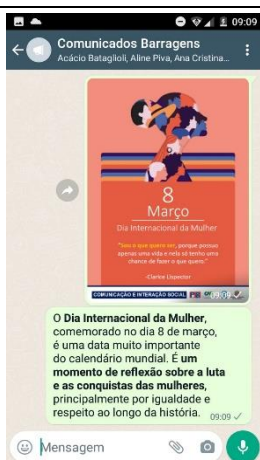 09:09
Comunicados Barragens
Acácio Bataglioli, Aline Piva, Ana Cristina...
8
Março
Dia Internacional da Mulher
"Sou o que quero ser, porque possuo
apenas uma vida e nela só tenho uma
chance de fazer o que quero."
-Clarice Lispector
COMUNICAÇÃO E INTERAÇÃO SOCIAL
09:09
O Dia Internacional da Mulher,
comemorado no dia 8 de março,
é uma data muito importante
do calendário mundial. É um
momento de reflexão sobre a luta
e as conquistas das mulheres,
principalmente por igualdade e
respeito ao longo da história.
09:09
Mensagem